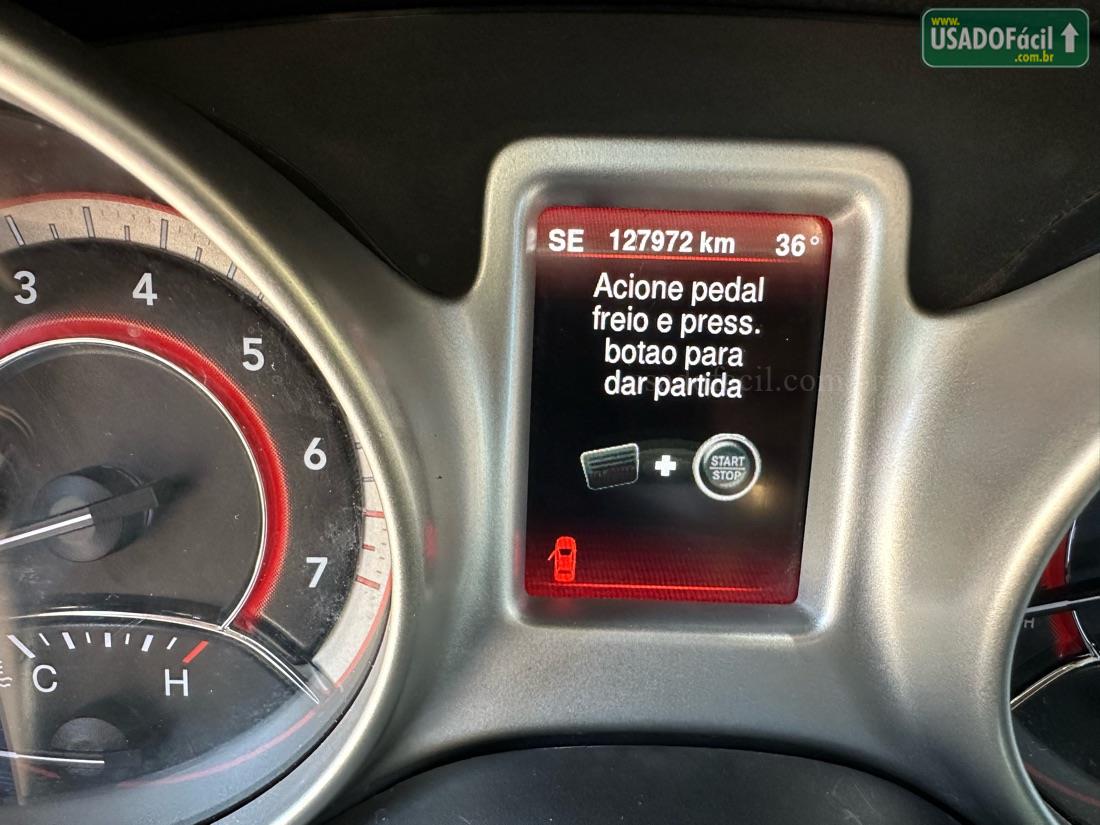 www.
USADOFácil
.com.br
SE 127972 km 36°
Acione pedal
freio e press.
botao para
dar partida
START
STOP
3
4
5
6
7
C
H
H